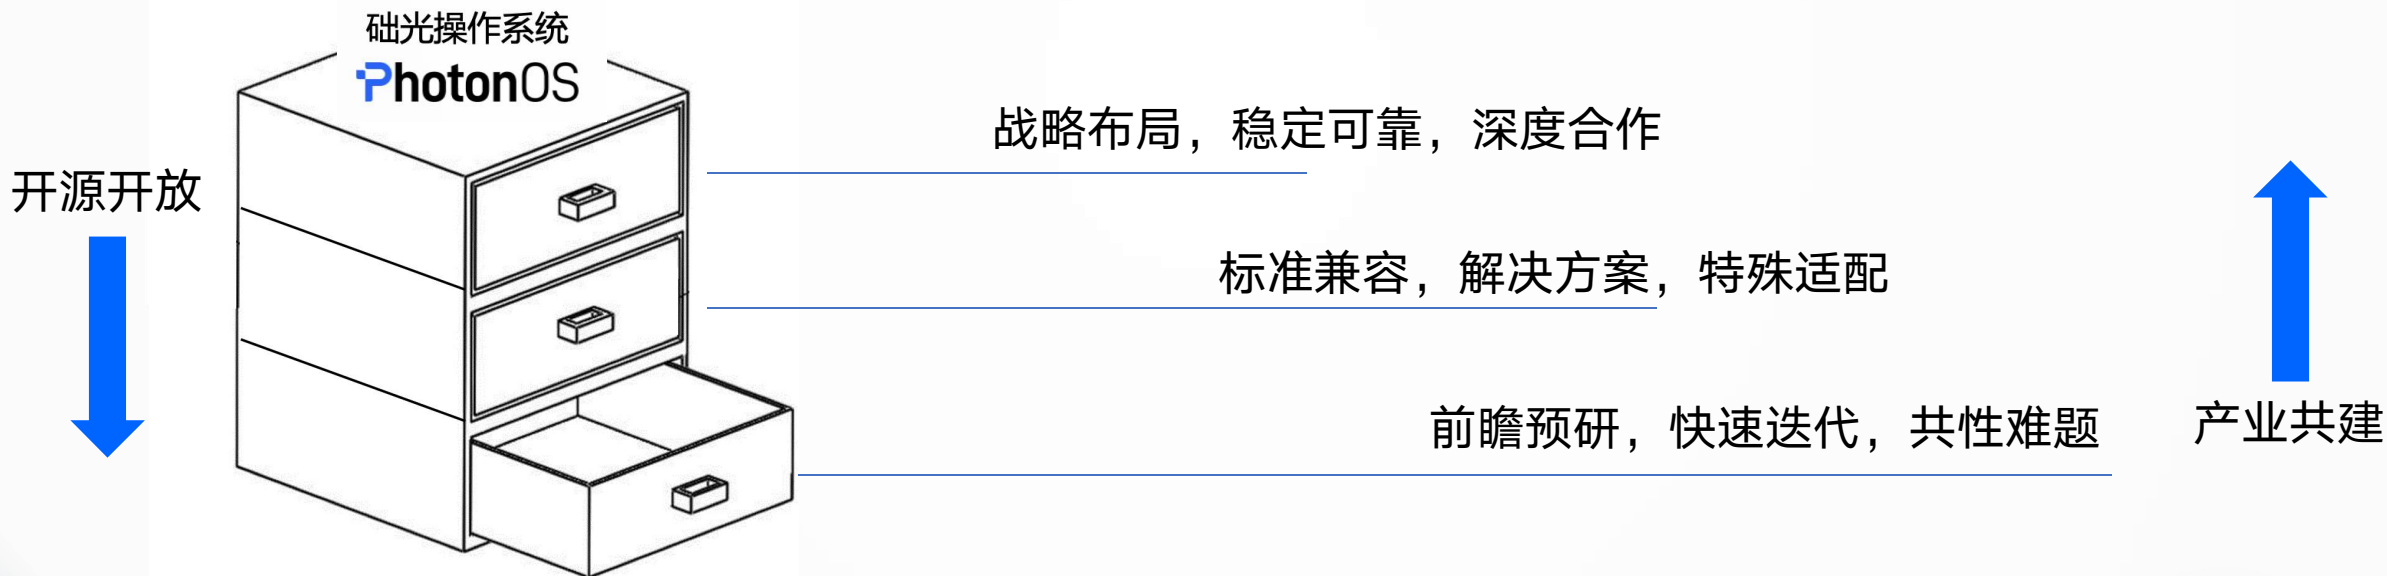 础光操作系统
PhotonOS
战略布局，稳定可靠，深度合作
开源开放
标准兼容，解决方案，特殊适配
前瞻预研，快速迭代，共性难题
产业共建